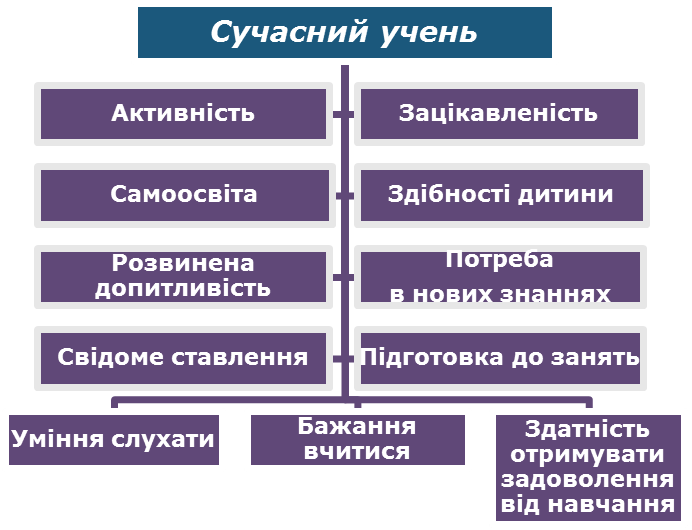 Сучасний учень
Активність
Зацікавленість
Самоосвіта
Здібності дитини
Розвинена
допитливість
Потреба
в нових знаннях
Свідоме ставлення
Підготовка до занять
Уміння слухати
Бажання
вчитися
Здатність
отримувати
задоволення
від навчання